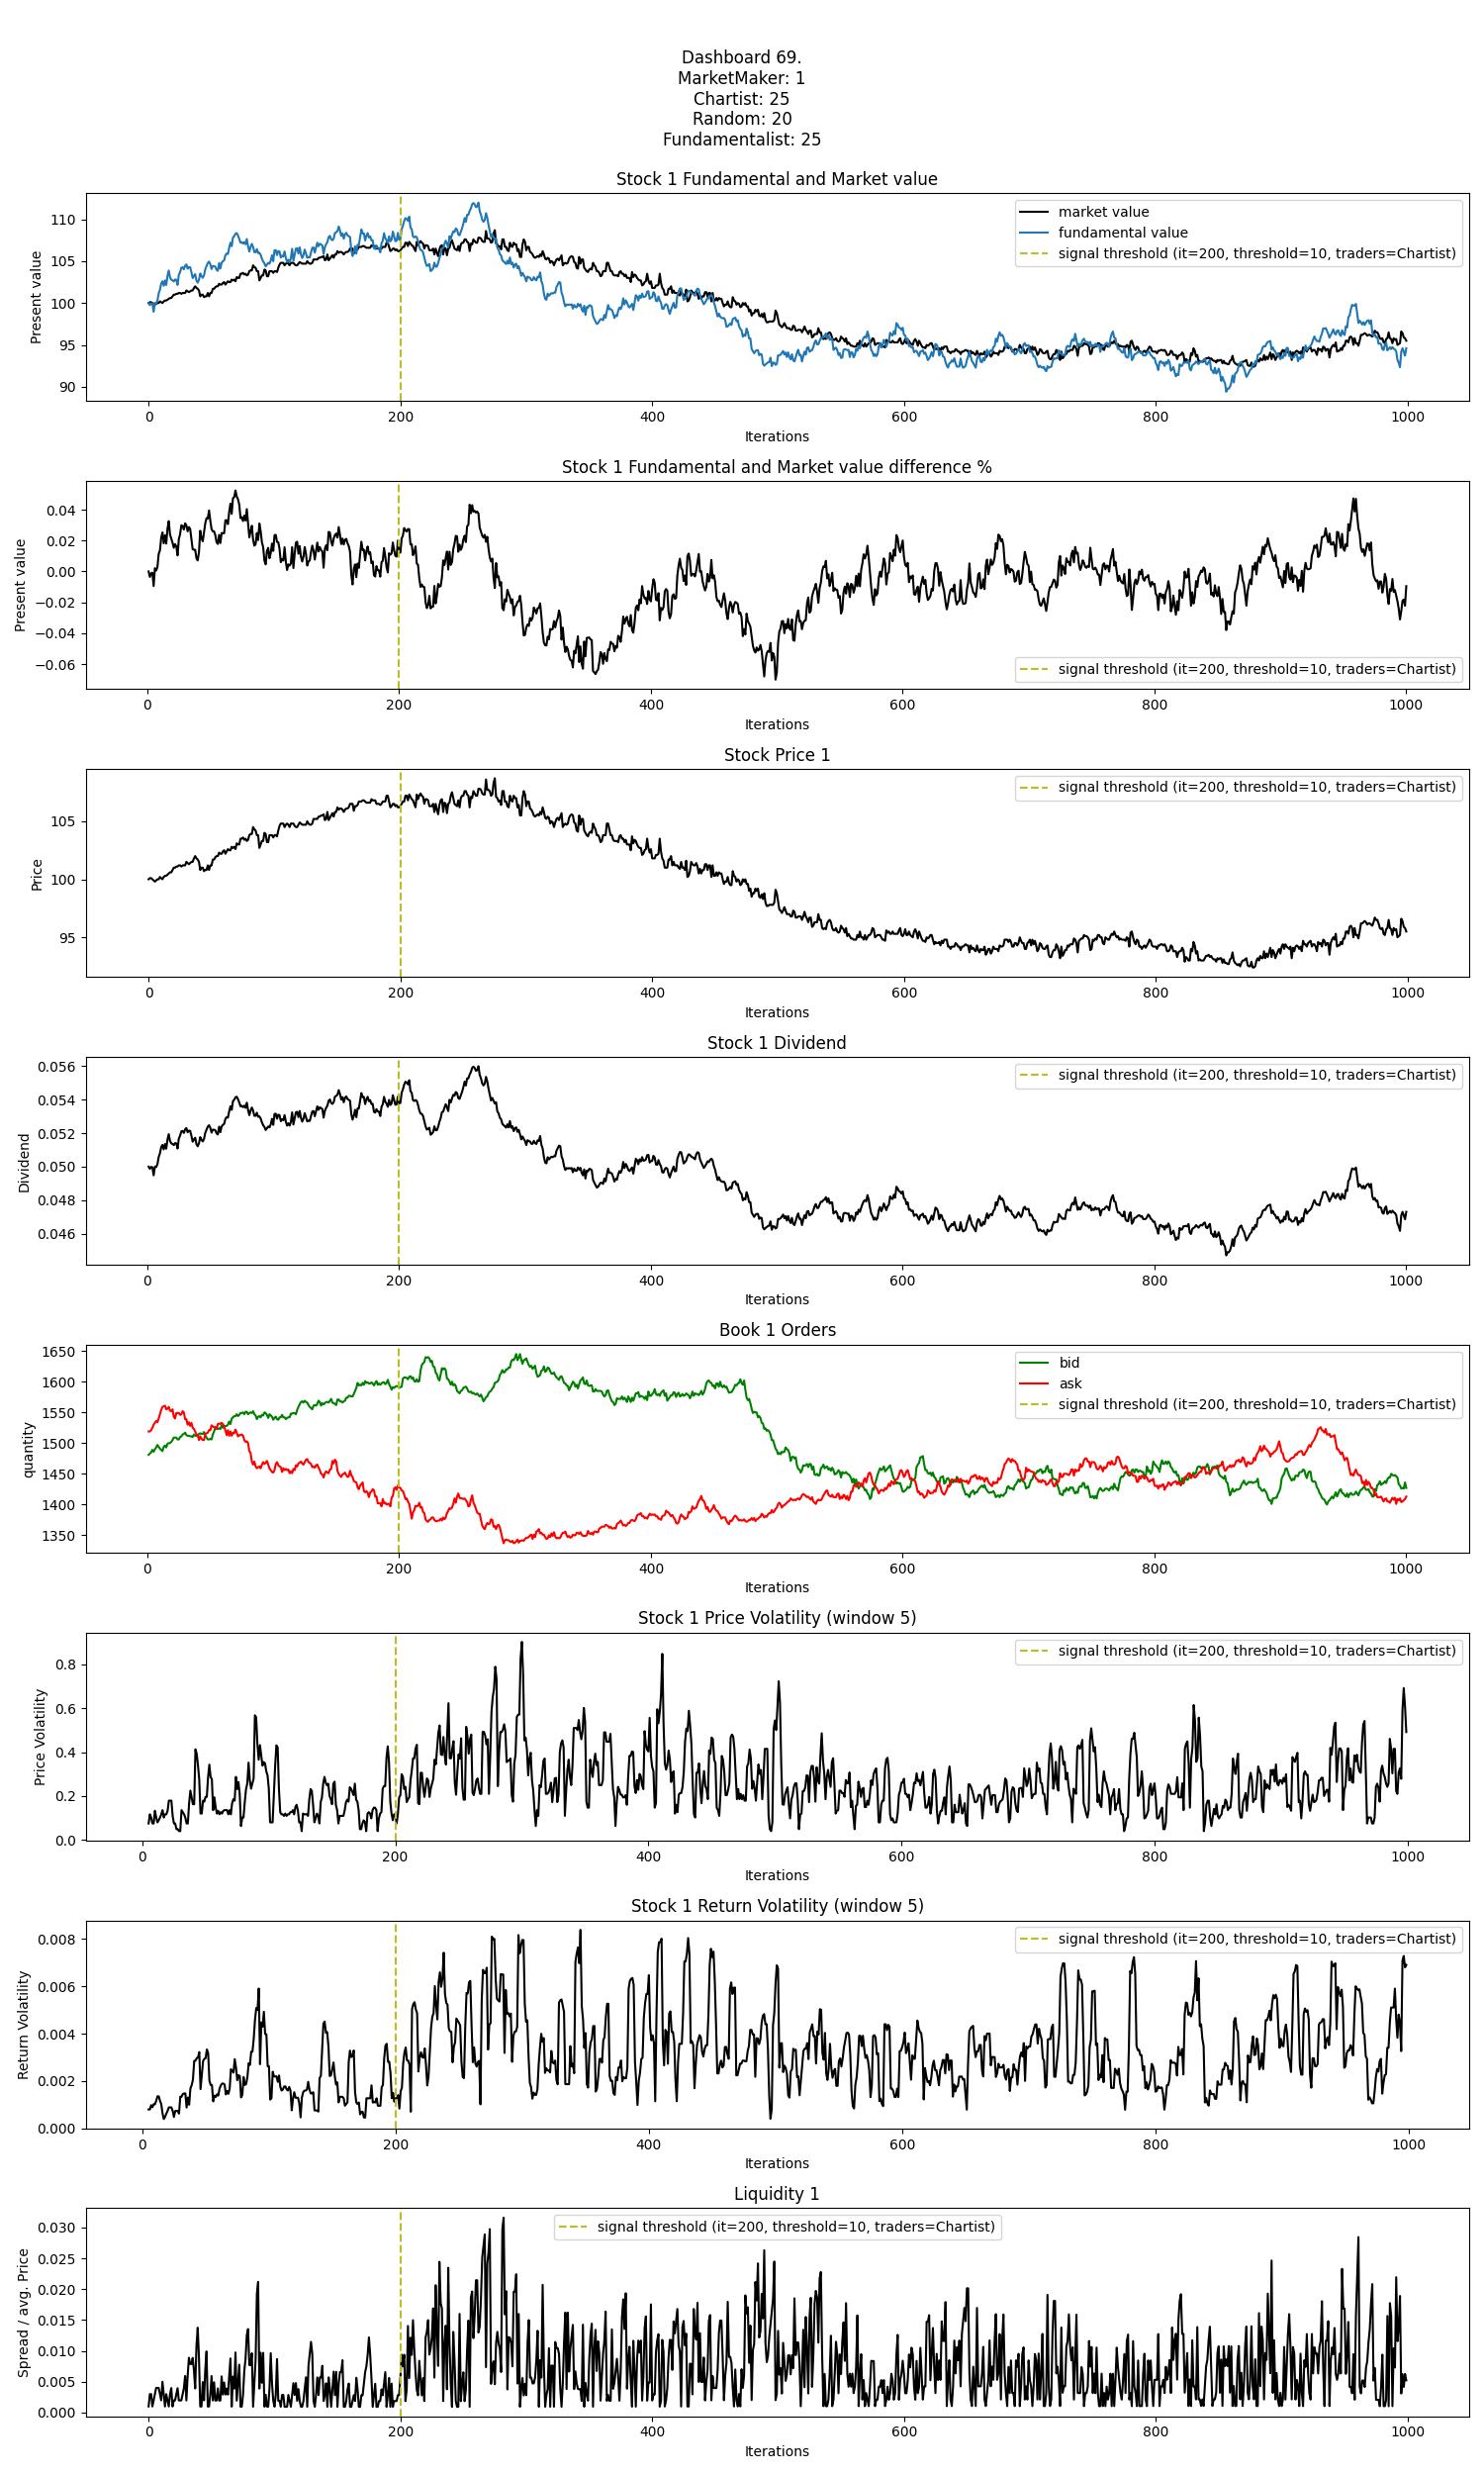 Dashboard 69.
MarketMaker: 1
Chartist: 25
Random: 20
Fundamentalist: 25
Stock 1 Fundamental and Market value
Present value
110
105
100
95
90
market value
fundamental value
signal threshold (it=200, threshold=10, traders=Chartist)
0 200 400 600 800 1000
Iterations
Stock 1 Fundamental and Market value difference %
Present value
0.04
0.02
0.00
−0.02
−0.04
−0.06
signal threshold (it=200, threshold=10, traders=Chartist)
0 200 400 600 800 1000
Iterations
Stock Price 1
Price
105
100
95
signal threshold (it=200, threshold=10, traders=Chartist)
0 200 400 600 800 1000
Iterations
Stock 1 Dividend
Dividend
0.056
0.054
0.052
0.050
0.048
0.046
signal threshold (it=200, threshold=10, traders=Chartist)
0 200 400 600 800 1000
Iterations
Book 1 Orders
quantity
1650
1600
1550
1500
1450
1400
1350
bid
ask
signal threshold (it=200, threshold=10, traders=Chartist)
0 200 400 600 800 1000
Iterations
Stock 1 Price Volatility (window 5)
Price Volatility
0.8
0.6
0.4
0.2
0.0
signal threshold (it=200, threshold=10, traders=Chartist)
0 200 400 600 800 1000
Iterations
Stock 1 Return Volatility (window 5)
Return Volatility
0.008
0.006
0.004
0.002
0.000
signal threshold (it=200, threshold=10, traders=Chartist)
0 200 400 600 800 1000
Iterations
Liquidity 1
Spread / avg. Price
0.030
0.025
0.020
0.015
0.010
0.005
0.000
signal threshold (it=200, threshold=10, traders=Chartist)
0 200 400 600 800 1000
Iterations